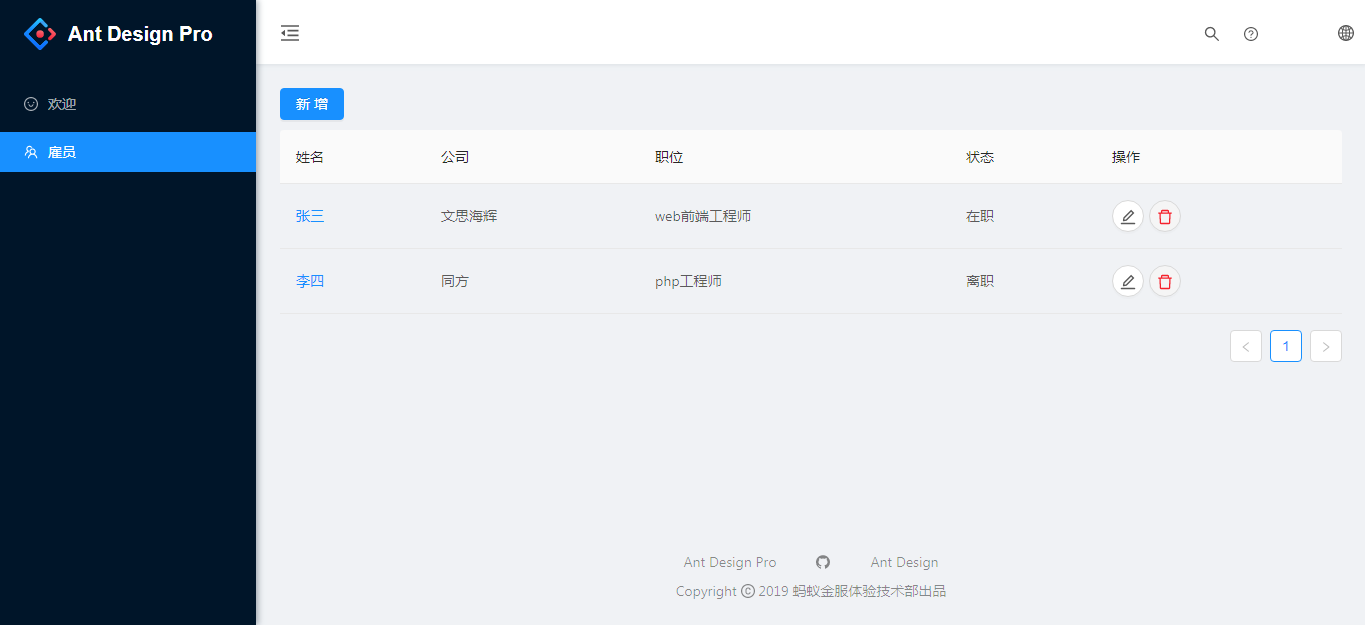 Ant Design Pro
欢迎
雇员
新 增
姓名 公司 职位 状态 操作
张三 文思海辉 web前端工程师 在职
李四 同方 php工程师 离职
< 1 >
Ant Design Pro Ant Design
Copyright © 2019 蚂蚁金服体验技术部出品